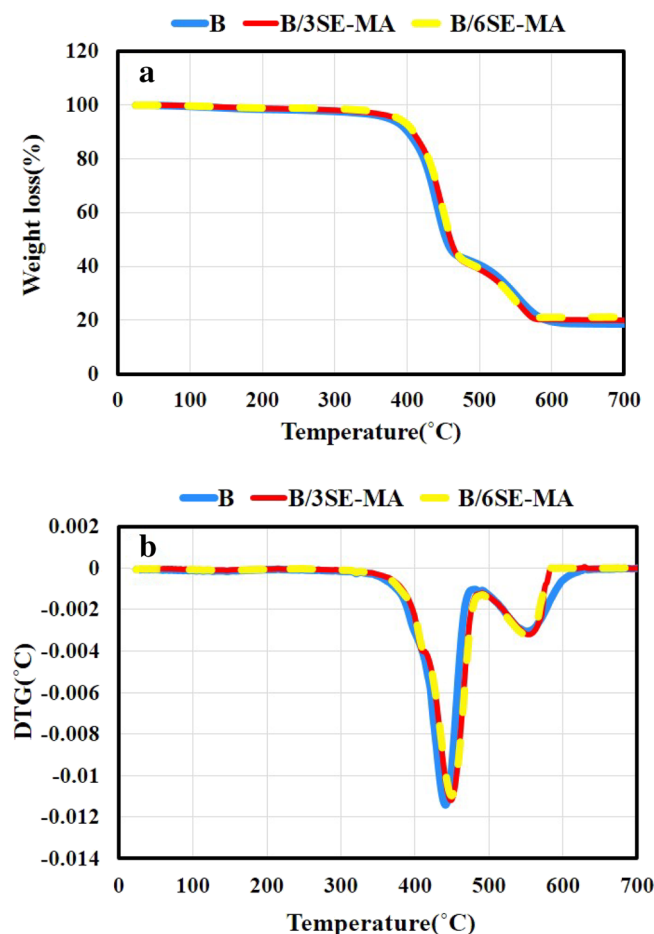 B B/3SE-MA B/6SE-MA
a
120
100
80
60
40
20
0
Weight loss(%)
0 100 200 300 400 500 600 700
Temperature(˚C)
B B/3SE-MA B/6SE-MA
b
0.002
0
-0.002
-0.004
-0.006
-0.008
-0.01
-0.012
-0.014
DTG(˚C)
0 100 200 300 400 500 600 700
Temperature(˚C)